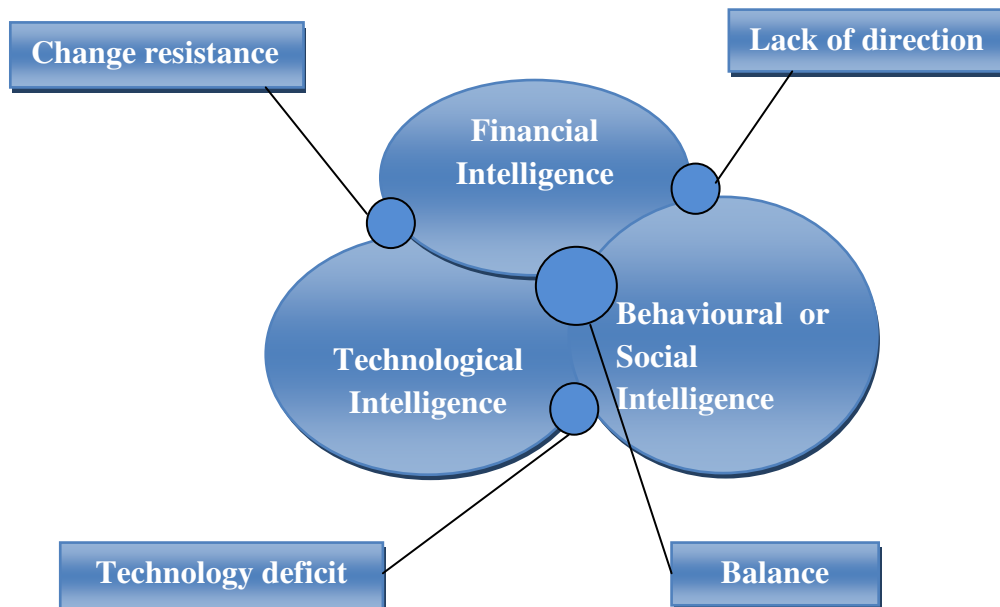 Change resistance
Lack of direction
Financial
Intelligence
Behavioural or
Social
Intelligence
Technological
Intelligence
Technology deficit
Balance